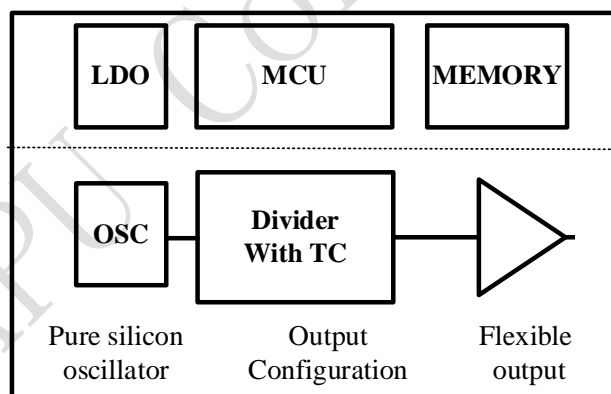 LDO
MCU
MEMORY
OSC
Divider
With TC
Pure silicon
oscillator
Output
Configuration
Flexible
output